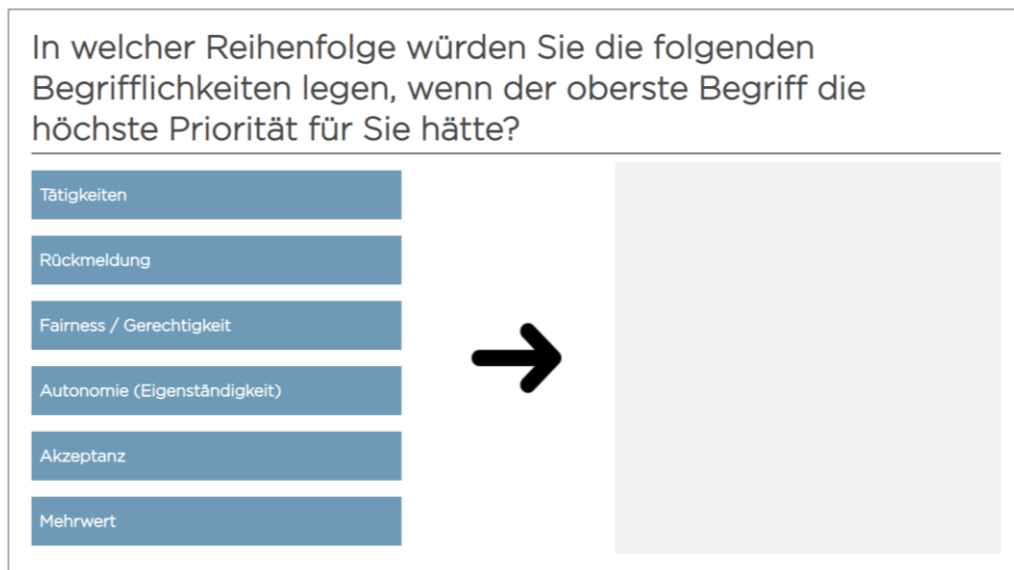 In welcher Reihenfolge würden Sie die folgenden
Begrifflichkeiten legen, wenn der oberste Begriff die
höchste Priorität für Sie hätte?
Tätigkeiten
Rückmeldung
Fairness / Gerechtigkeit
Autonomie (Eigenständigkeit)
Akzeptanz
Mehrwert